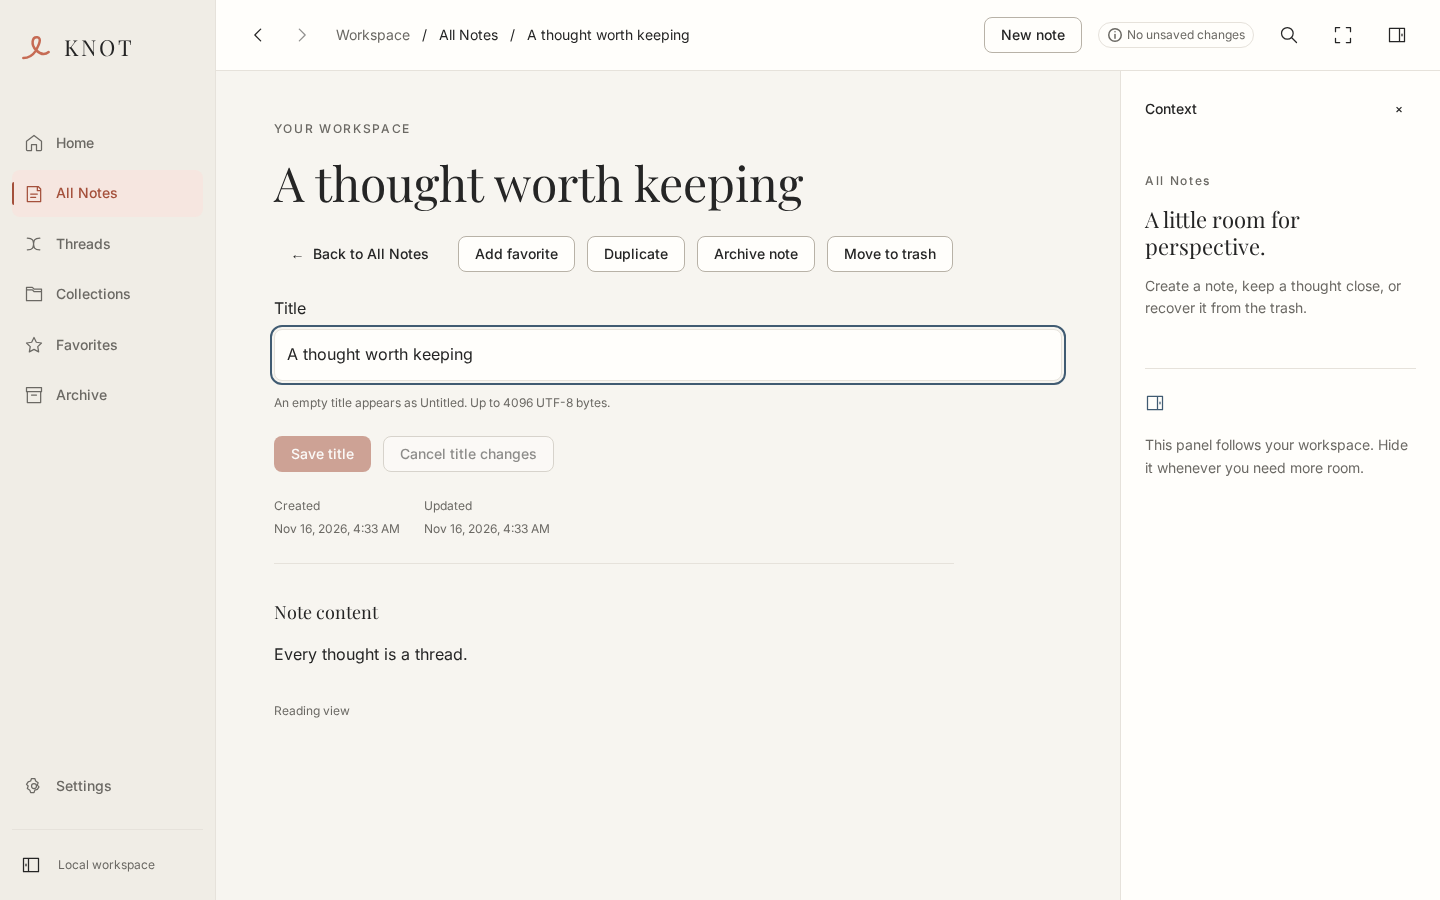 KNOT
Home
All Notes
Threads
Collections
Favorites
Archive
Settings
Local workspace
Workspace / All Notes / A thought worth keeping
New note
No unsaved changes
YOUR WORKSPACE
A thought worth keeping
← Back to All Notes
Add favorite
Duplicate
Archive note
Move to trash
Title
A thought worth keeping
An empty title appears as Untitled. Up to 4096 UTF-8 bytes.
Save title
Cancel title changes
Created
Nov 16, 2026, 4:33 AM
Updated
Nov 16, 2026, 4:33 AM
Note content
Every thought is a thread.
Reading view
Context
×
All Notes
A little room for
perspective.
Create a note, keep a thought close, or
recover it from the trash.
This panel follows your workspace. Hide
it whenever you need more room.